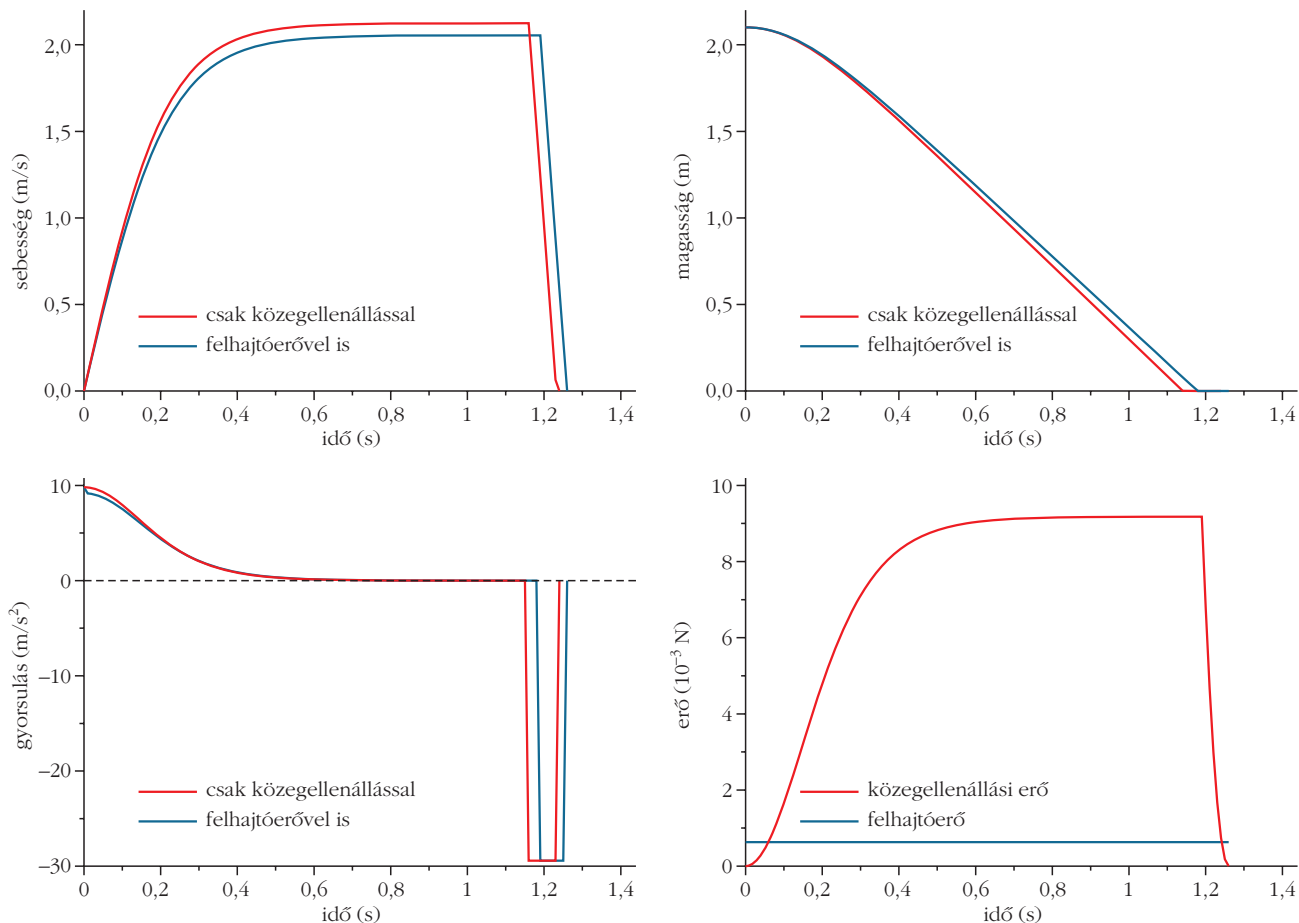 2,0
1,5
1,0
0,5
0,0
sebesség (m/s)
csak közegellenállással
felhajtóerővel is
0 0,2 0,4 0,6 0,8 1 1,2 1,4
idő (s)
2,0
1,5
1,0
0,5
0,0
magasság (m)
csak közegellenállással
felhajtóerővel is
0 0,2 0,4 0,6 0,8 1 1,2 1,4
idő (s)
10
0
−10
−20
−30
gyorsulás (m/s²)
csak közegellenállással
felhajtóerővel is
0 0,2 0,4 0,6 0,8 1 1,2 1,4
idő (s)
10
8
6
4
2
0
erő (10⁻³ N)
közegellenállási erő
felhajtóerő
0 0,2 0,4 0,6 0,8 1 1,2 1,4
idő (s)